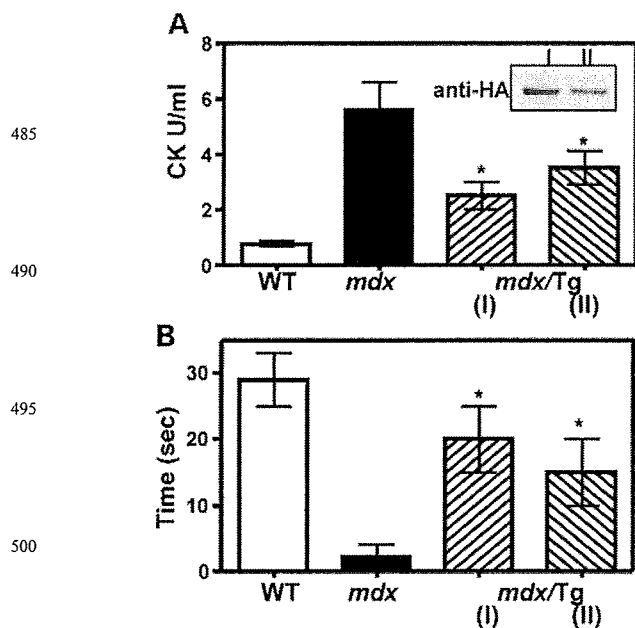 A
8
6
4
2
0
CK U/ml
I II
anti-HA
*
*
WT mdx mdx/Tg
(I) (II)
B
30
20
10
0
Time (sec)
*
*
WT mdx mdx/Tg
(I) (II)
485
490
495
500